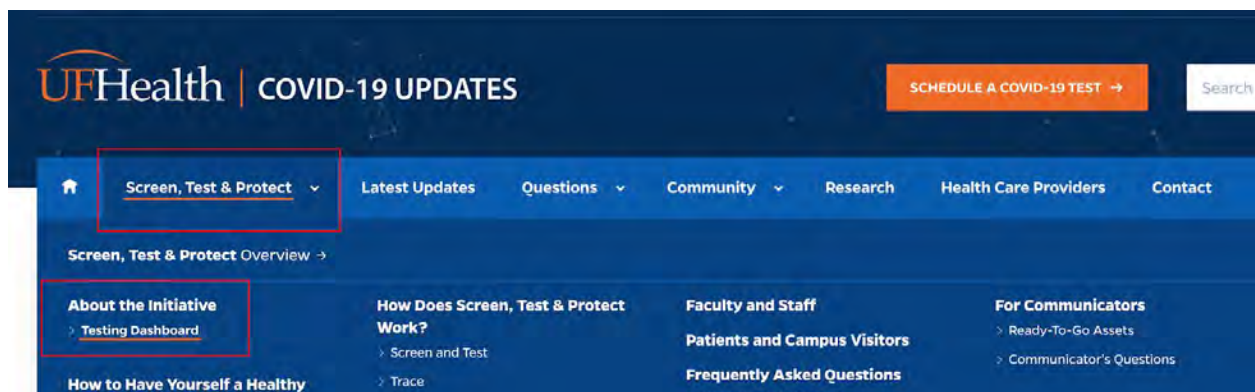 UFHealth | COVID-19 UPDATES
SCHEDULE A COVID-19 TEST →
Search
Screen, Test & Protect
Latest Updates
Questions
Community
Research
Health Care Providers
Contact
Screen, Test & Protect Overview →
About the Initiative
> Testing Dashboard
How to Have Yourself a Healthy
How Does Screen, Test & Protect
Work?
> Screen and Test
> Trace
Faculty and Staff
Patients and Campus Visitors
Frequently Asked Questions
For Communicators
> Ready-To-Go Assets
> Communicator's Questions